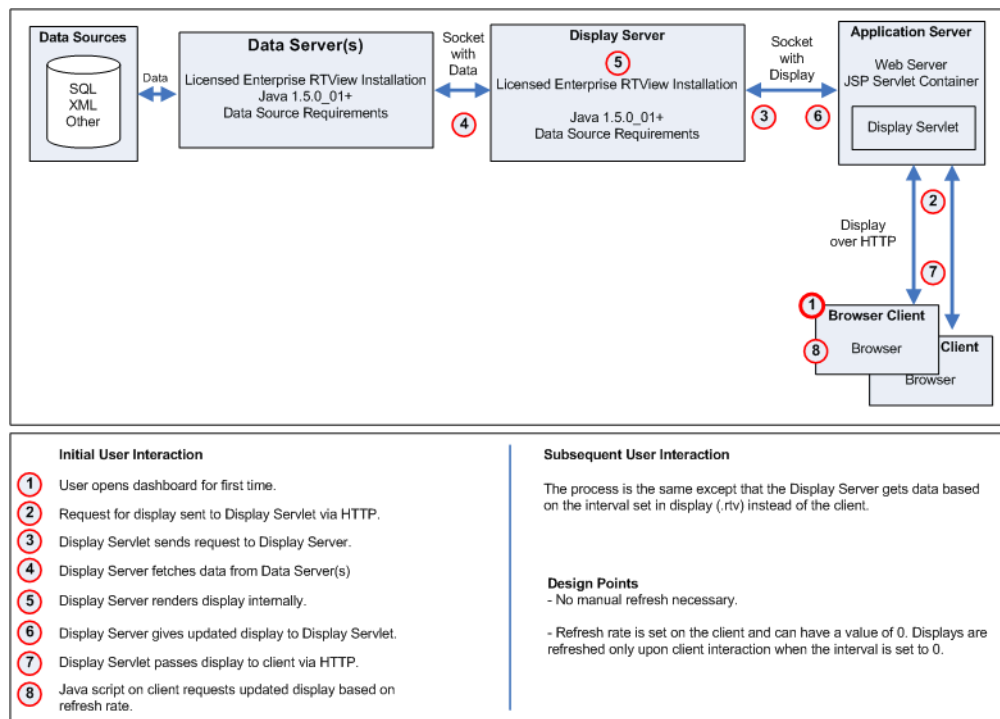 Data Sources
SQL
XML
Other
Data
Data Server(s)
Licensed Enterprise RTView Installation
Java 1.5.0_01+
Data Source Requirements
Socket
with
Data
4
Display Server
5
Licensed Enterprise RTView Installation
Java 1.5.0_01+
Data Source Requirements
Socket
with
Display
3
6
Application Server
Web Server
JSP Servlet Container
Display Servlet
2
Display
over HTTP
7
1
Browser Client
8
Browser
Client
Browser
Initial User Interaction
1 User opens dashboard for first time.
2 Request for display sent to Display Servlet via HTTP.
3 Display Servlet sends request to Display Server.
4 Display Server fetches data from Data Server(s)
5 Display Server renders display internally.
6 Display Server gives updated display to Display Servlet.
7 Display Servlet passes display to client via HTTP.
8 Java script on client requests updated display based on
refresh rate.
Subsequent User Interaction
The process is the same except that the Display Server gets data based
on the interval set in display (.rtv) instead of the client.
Design Points
- No manual refresh necessary.
- Refresh rate is set on the client and can have a value of 0. Displays are
refreshed only upon client interaction when the interval is set to 0.